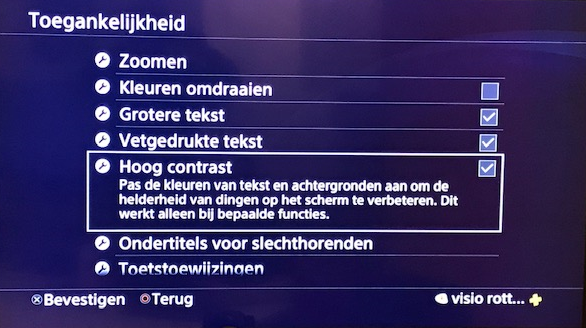 Toegankelijkheid
Zoomen
Kleuren omdraaien
Grotere tekst
Vetgedrukte tekst
Hoog contrast
Pas de kleuren van tekst en achtergronden aan om de
helderheid van dingen op het scherm te verbeteren. Dit
werkt alleen bij bepaalde functies.
Ondertitels voor slechthorenden
Toetstoewijzingen
Bevestigen Terug visio rott...